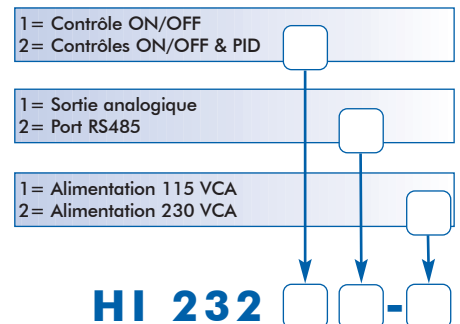 1= Contrôle ON/OFF
2= Contrôles ON/OFF & PID
1= Sortie analogique
2= Port RS485
1= Alimentation 115 VCA
2= Alimentation 230 VCA
HI 232 -